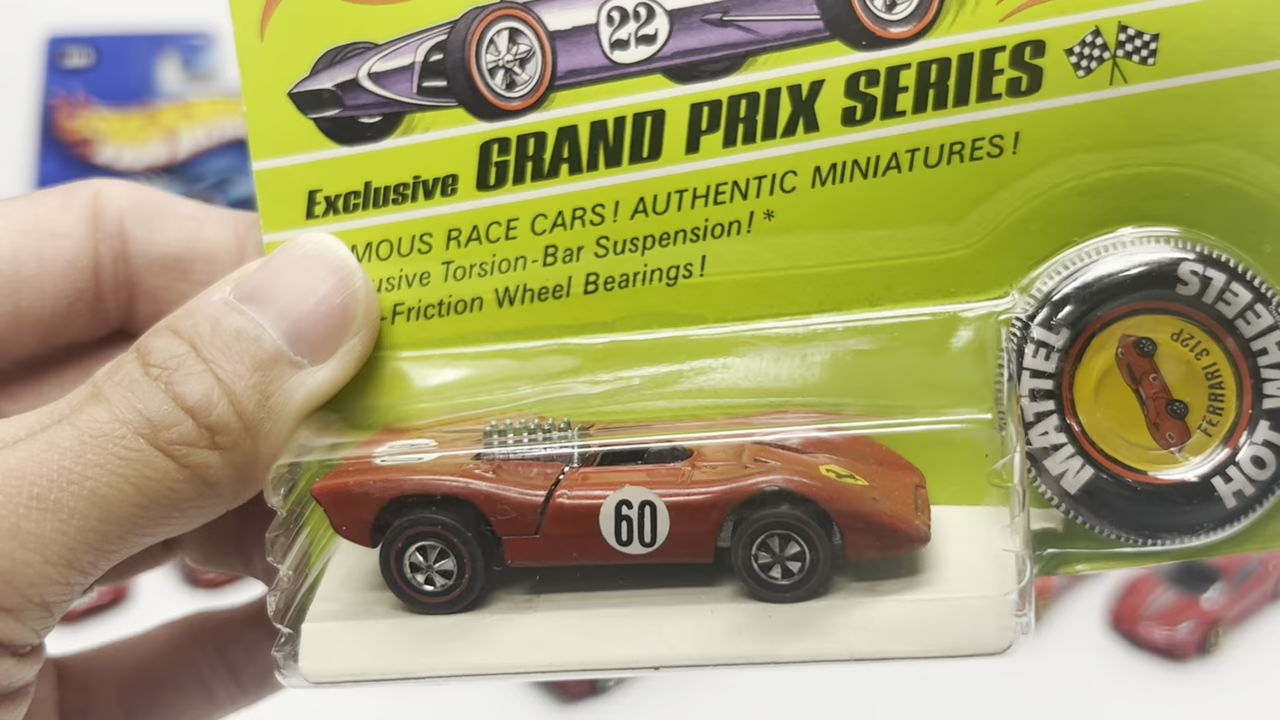 22
Exclusive GRAND PRIX SERIES
MOUS RACE CARS! AUTHENTIC MINIATURES!
usive Torsion-Bar Suspension!*
-Friction Wheel Bearings!
MATTEL HOT WHEELS
FERRARI 312P
60